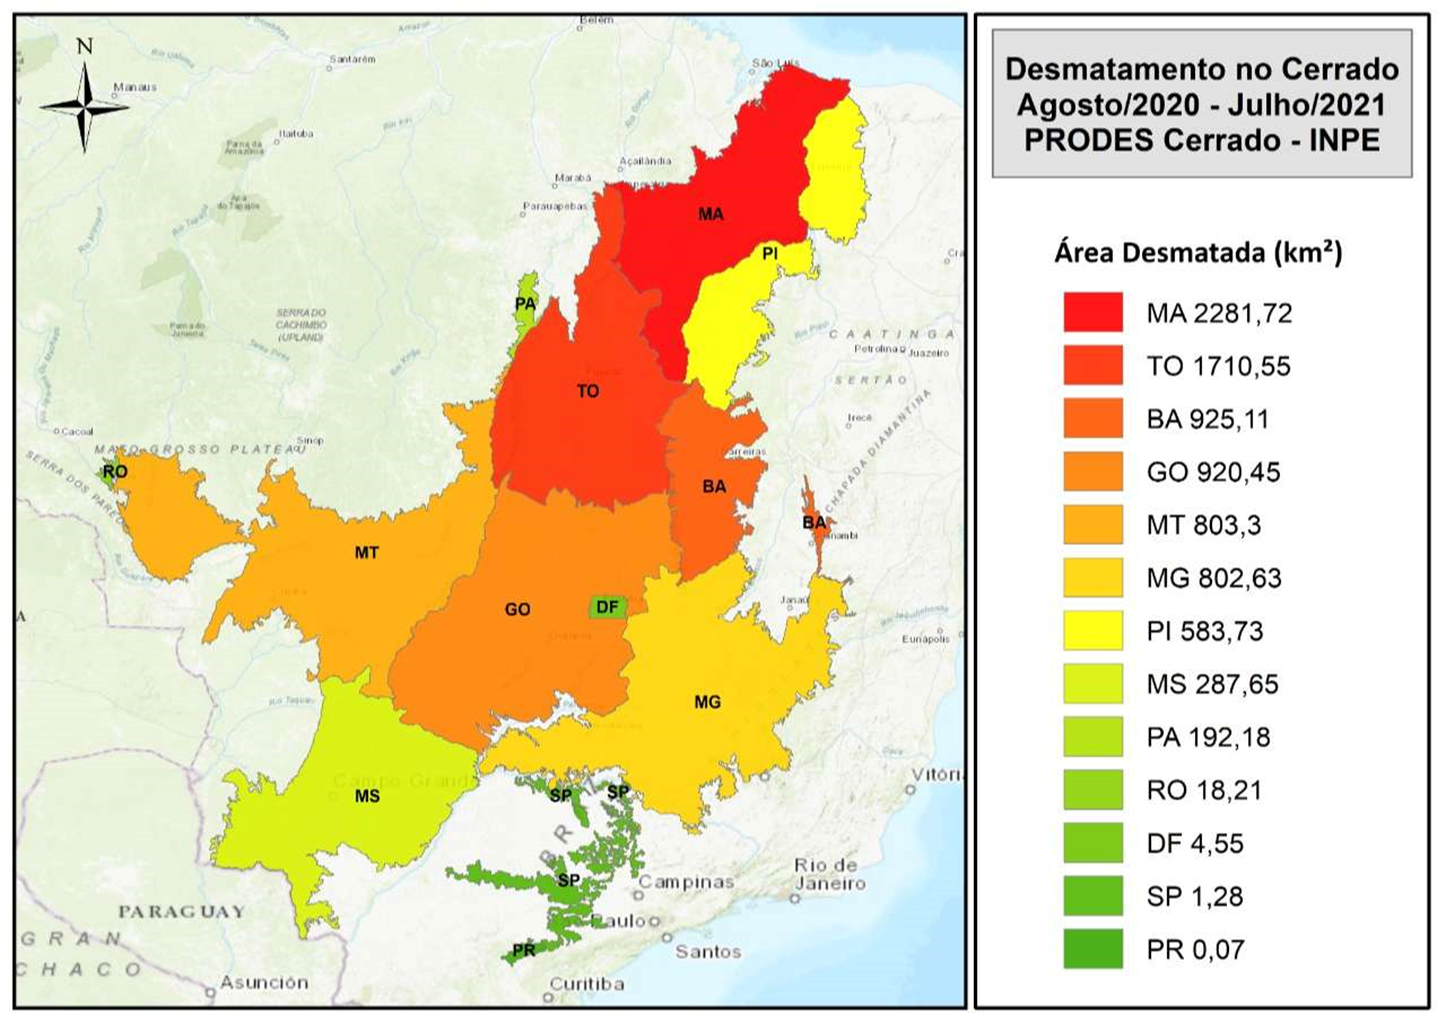 Desmatamento no Cerrado
Agosto/2020 - Julho/2021
PRODES Cerrado - INPE
Área Desmatada (km²)
MA 2281,72
TO 1710,55
BA 925,11
GO 920,45
MT 803,3
MG 802,63
PI 583,73
MS 287,65
PA 192,18
RO 18,21
DF 4,55
SP 1,28
PR 0,07
N
Belém
Santarém
São Luís
Manaus
Itaituba
Açailândia
Marabá
Parauapebas
MA
PI
PA
SERRA DO
CACHIMBO
(UPLAND)
CAATINGA
Petrolina
Juazeiro
SERTÃO
TO
Irecê
CHAPADA DIAMANTINA
Cacoal
MATO GROSSO PLATEAU
Sinop
RO
BA
BA
MT
GO
DF
Eunápolis
MG
Campo Grande
MS
SP
SP
Vitória
BR
SP
Rio de
Janeiro
Campinas
PARAGUAY
Paulo
PR
Santos
GRAN
CHACO
Asunción
Curitiba